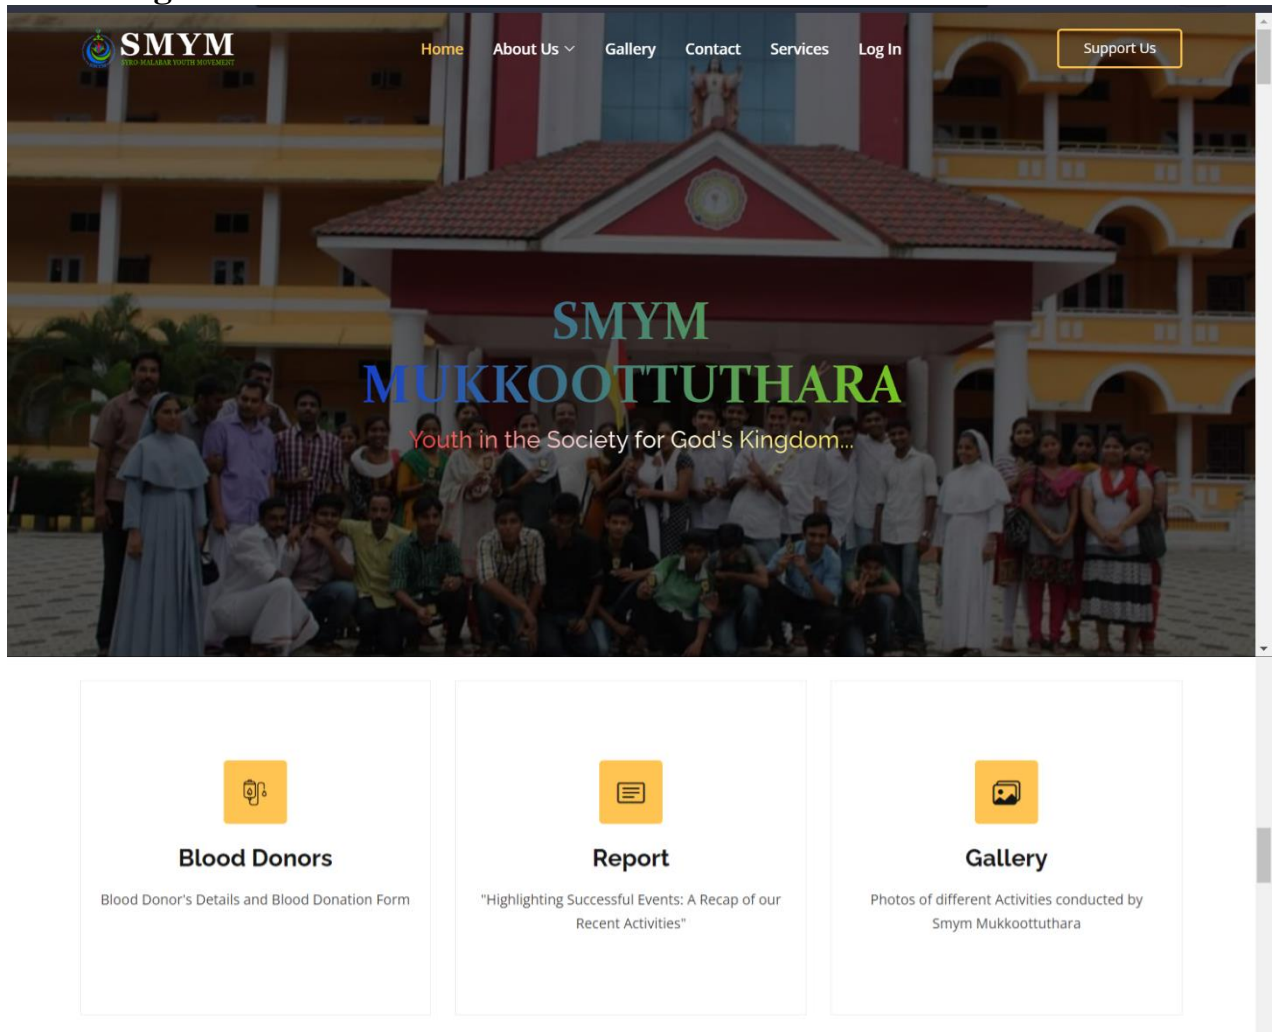 SMYM
SYRO-MALABAR YOUTH MOVEMENT
Home About Us Gallery Contact Services Log In
Support Us
SMYM
MUKKOOTTUTHARA
Youth in the Society for God's Kingdom...
Blood Donors
Blood Donor's Details and Blood Donation Form
Report
"Highlighting Successful Events: A Recap of our
Recent Activities"
Gallery
Photos of different Activities conducted by
Smym Mukkoottuthara